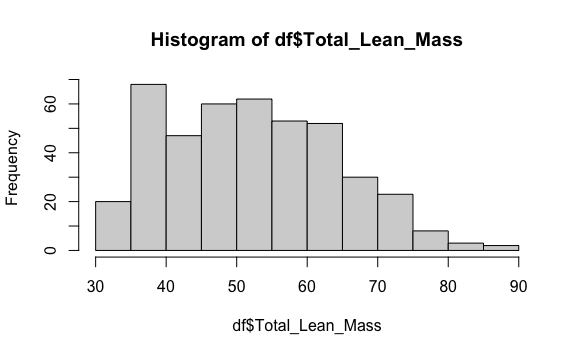 Histogram of df$Total_Lean_Mass
Frequency
60
40
20
0
30 40 50 60 70 80 90
df$Total_Lean_Mass